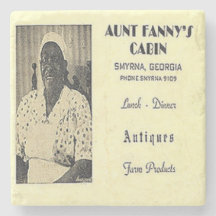 AUNT FANNY'S
CABIN
SMYRNA, GEORGIA
PHONE SMYRNA 9109
Lunch - Dinner
Antiques
Farm Products